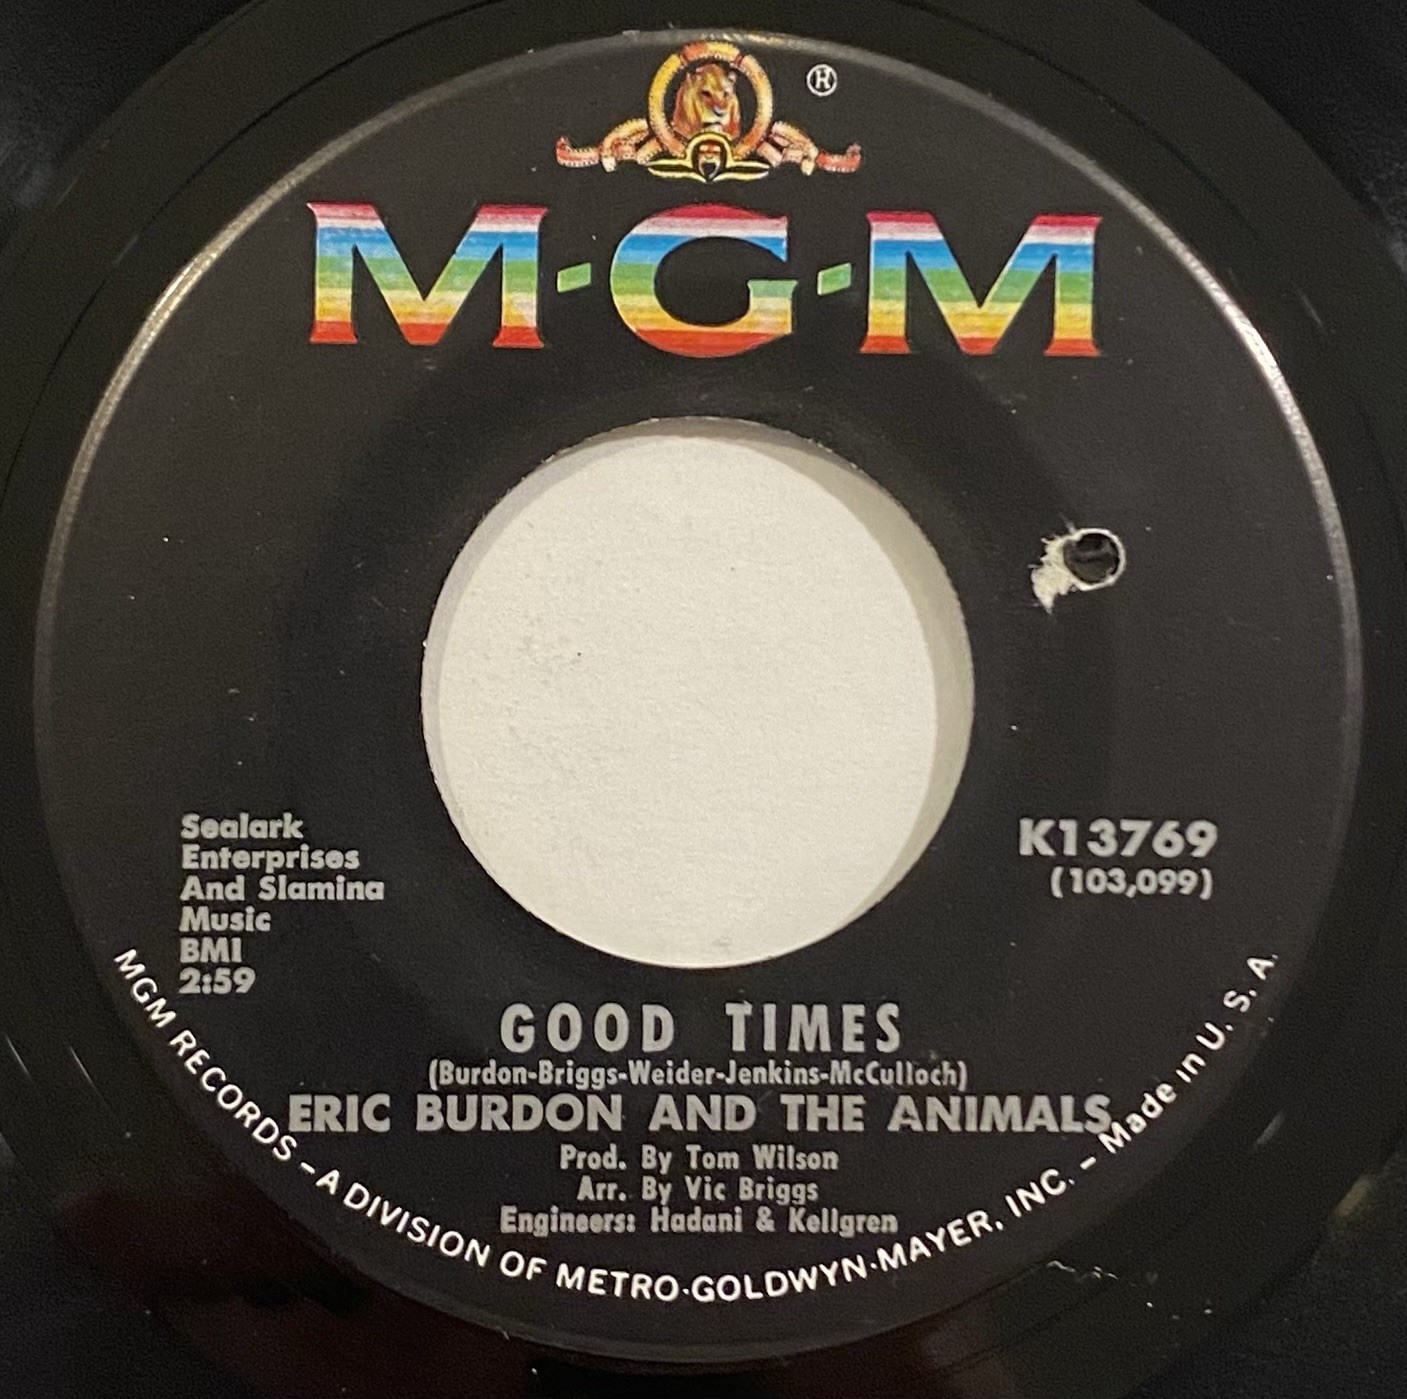 ®
M·G·M
Sealark
Enterprises
And Slamina
Music
BMI
2:59
K13769
(103,099)
GOOD TIMES
(Burdon-Briggs-Weider-Jenkins-McCulloch)
ERIC BURDON AND THE ANIMALS
Prod. By Tom Wilson
Arr. By Vic Briggs
Engineers: Hadani & Kellgren
MGM RECORDS – A DIVISION OF METRO·GOLDWYN·MAYER, INC. – Made in U. S. A.